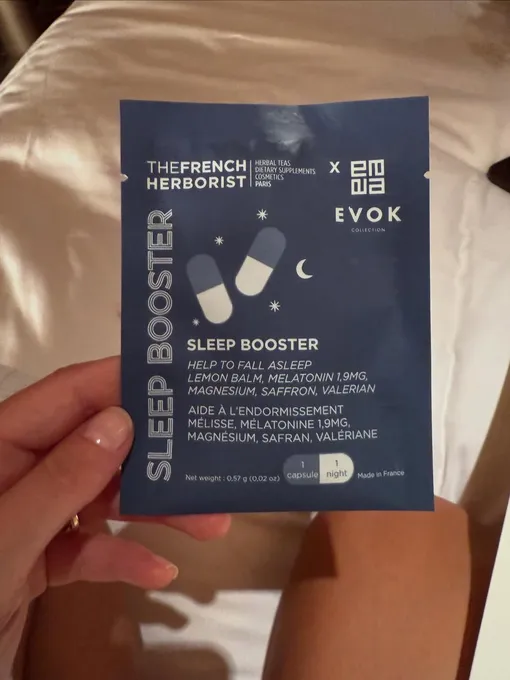 THEFRENCH
HERBORIST
HERBAL TEAS
DIETARY SUPPLEMENTS
COSMETICS
PARIS
X
EVOK
COLLECTION
SLEEP BOOSTER
SLEEP BOOSTER
HELP TO FALL ASLEEP
LEMON BALM, MELATONIN 1,9MG,
MAGNESIUM, SAFFRON, VALERIAN
AIDE À L'ENDORMISSEMENT
MÉLISSE, MÉLATONINE 1,9MG,
MAGNÉSIUM, SAFRAN, VALÉRIANE
Net weight : 0,57 g (0,02 oz)
1
capsule
1
night
Made in France